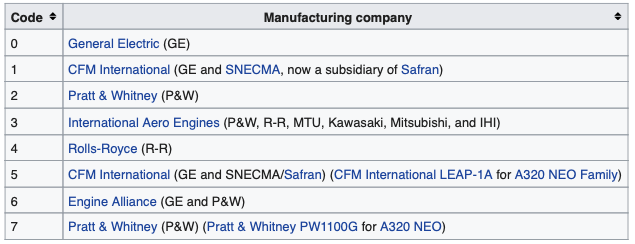 Code Manufacturing company
0 General Electric (GE)
1 CFM International (GE and SNECMA, now a subsidiary of Safran)
2 Pratt & Whitney (P&W)
3 International Aero Engines (P&W, R-R, MTU, Kawasaki, Mitsubishi, and IHI)
4 Rolls-Royce (R-R)
5 CFM International (GE and SNECMA/Safran) (CFM International LEAP-1A for A320 NEO Family)
6 Engine Alliance (GE and P&W)
7 Pratt & Whitney (P&W) (Pratt & Whitney PW1100G for A320 NEO)